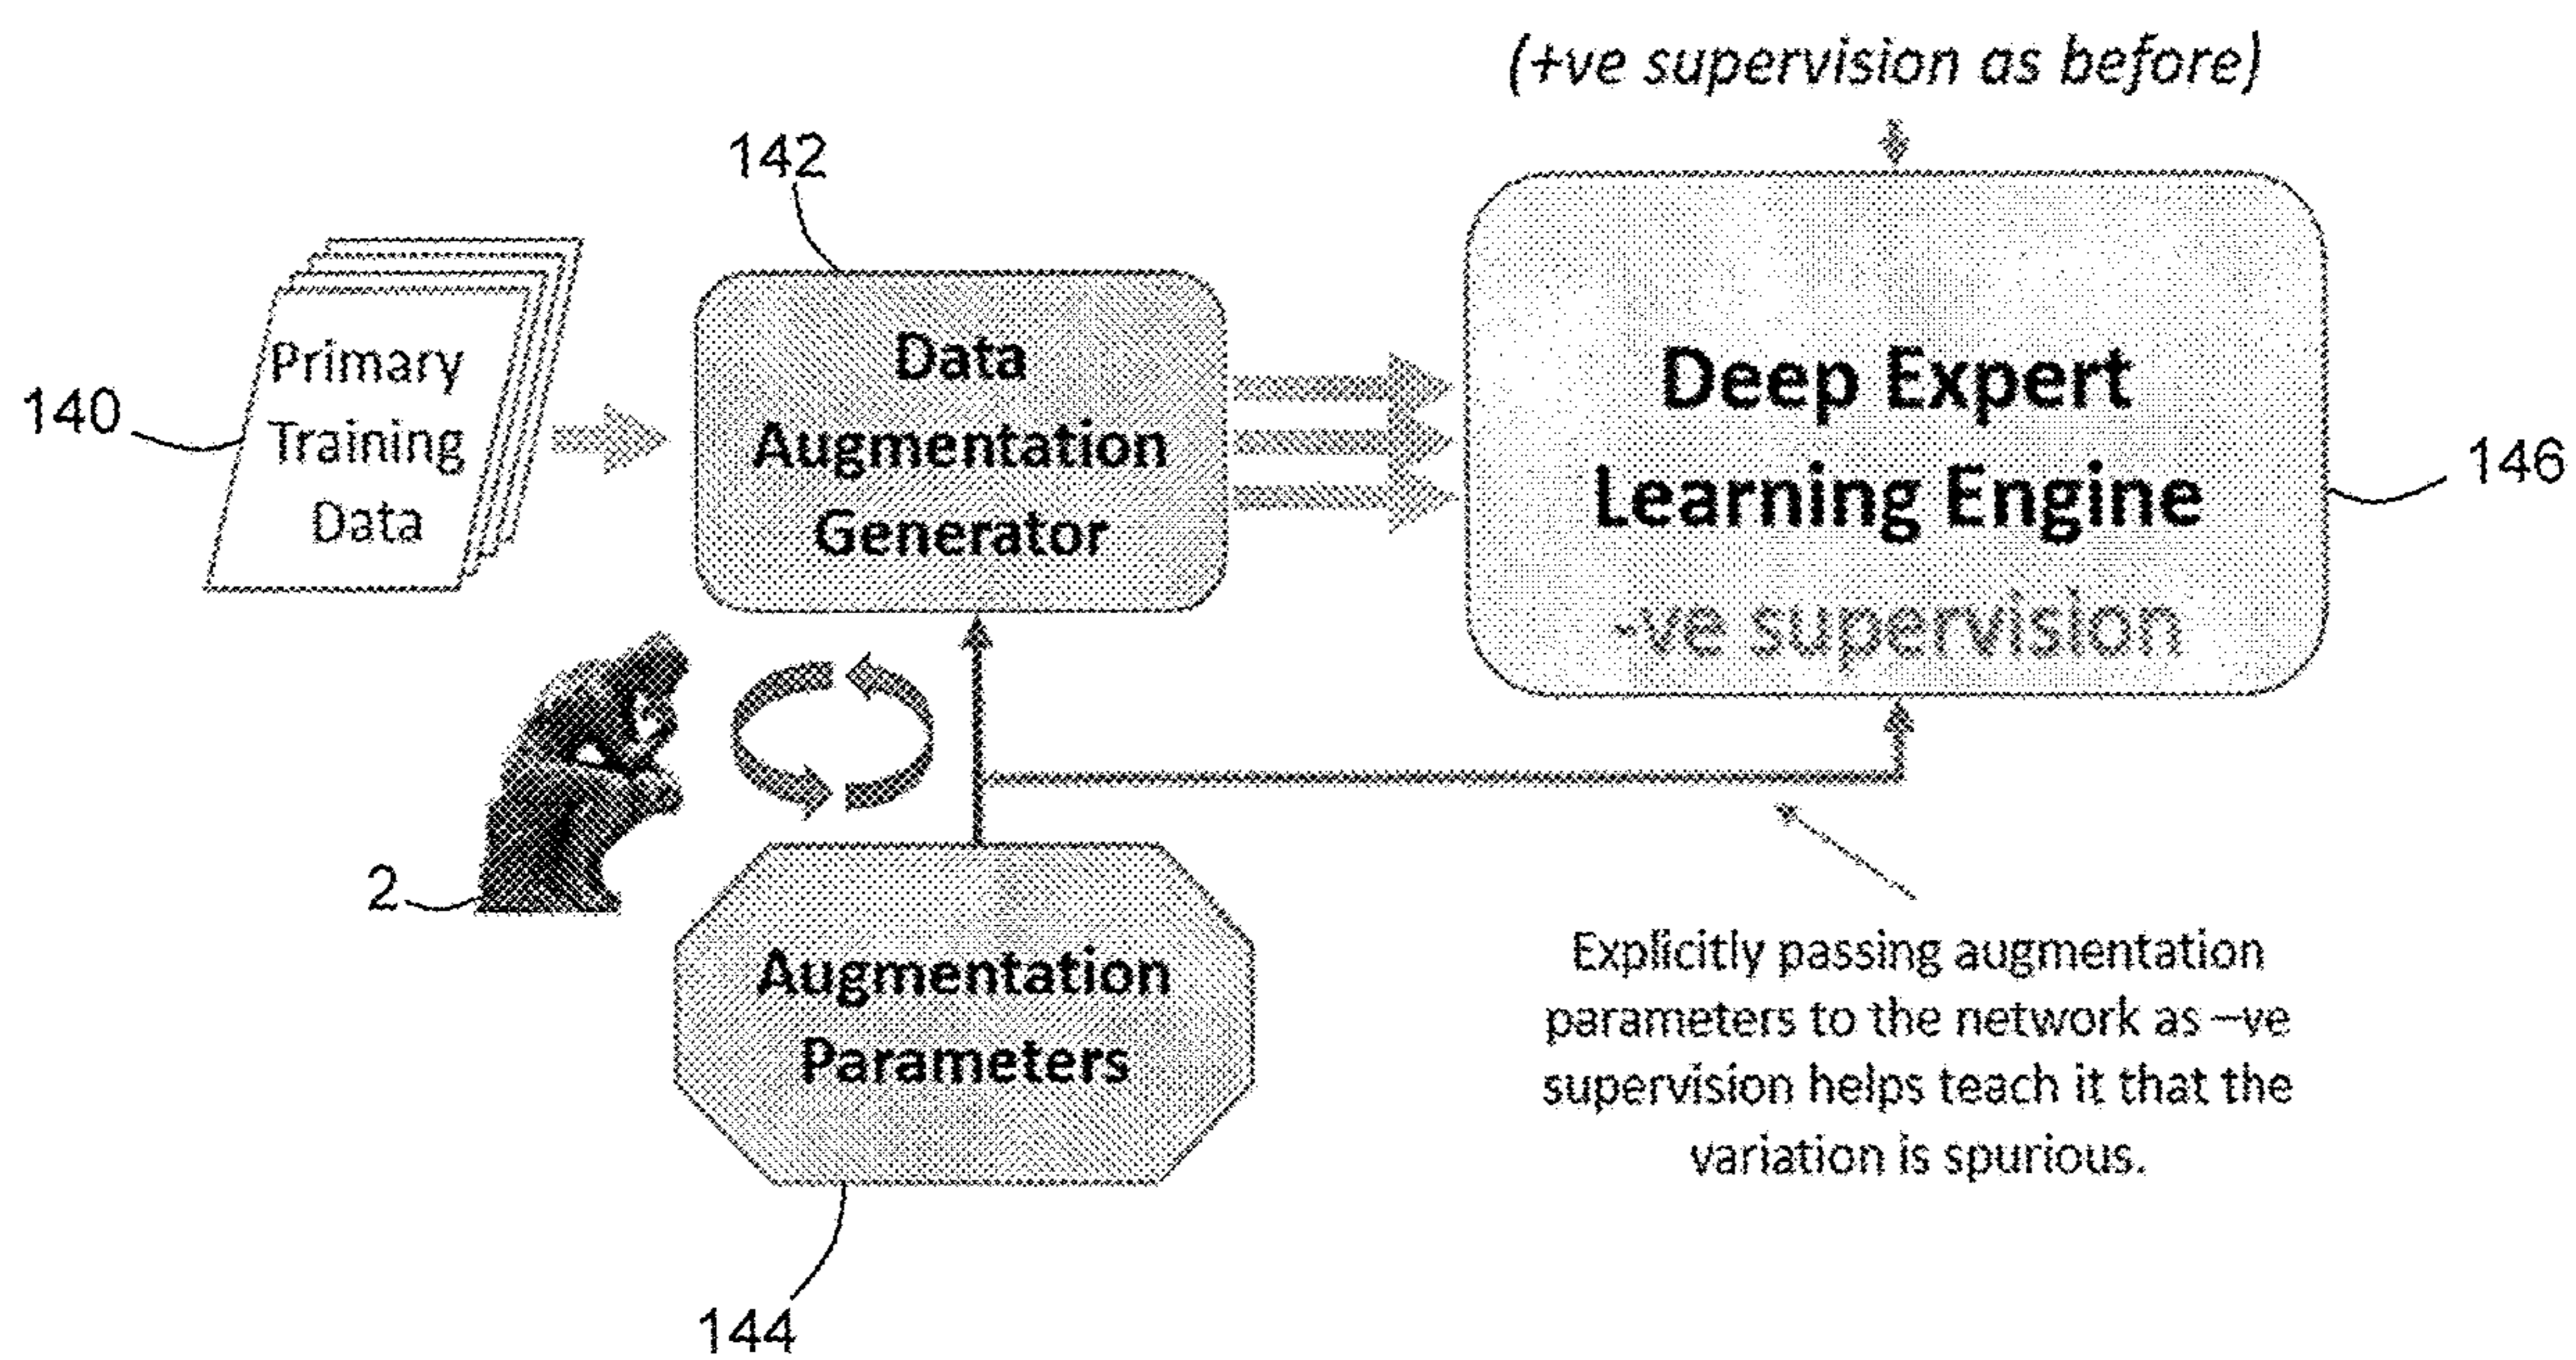 (+ve supervision as before)
142
140
Primary
Training
Data
Data
Augmentation
Generator
Deep Expert
Learning Engine
-ve supervision
146
2
Augmentation
Parameters
144
Explicitly passing augmentation
parameters to the network as –ve
supervision helps teach it that the
variation is spurious.